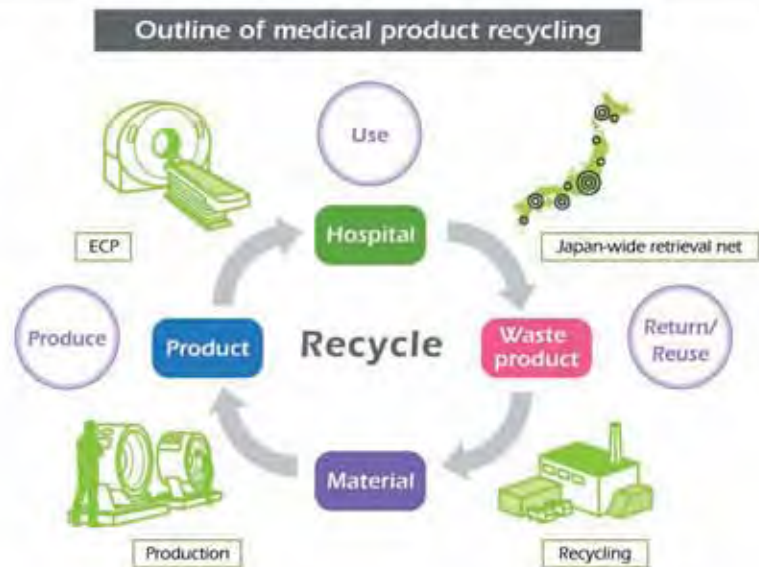 Outline of medical product recycling
Use
ECP
Hospital
Japan-wide retrieval net
Produce
Product
Recycle
Waste
product
Return/
Reuse
Material
Production
Recycling